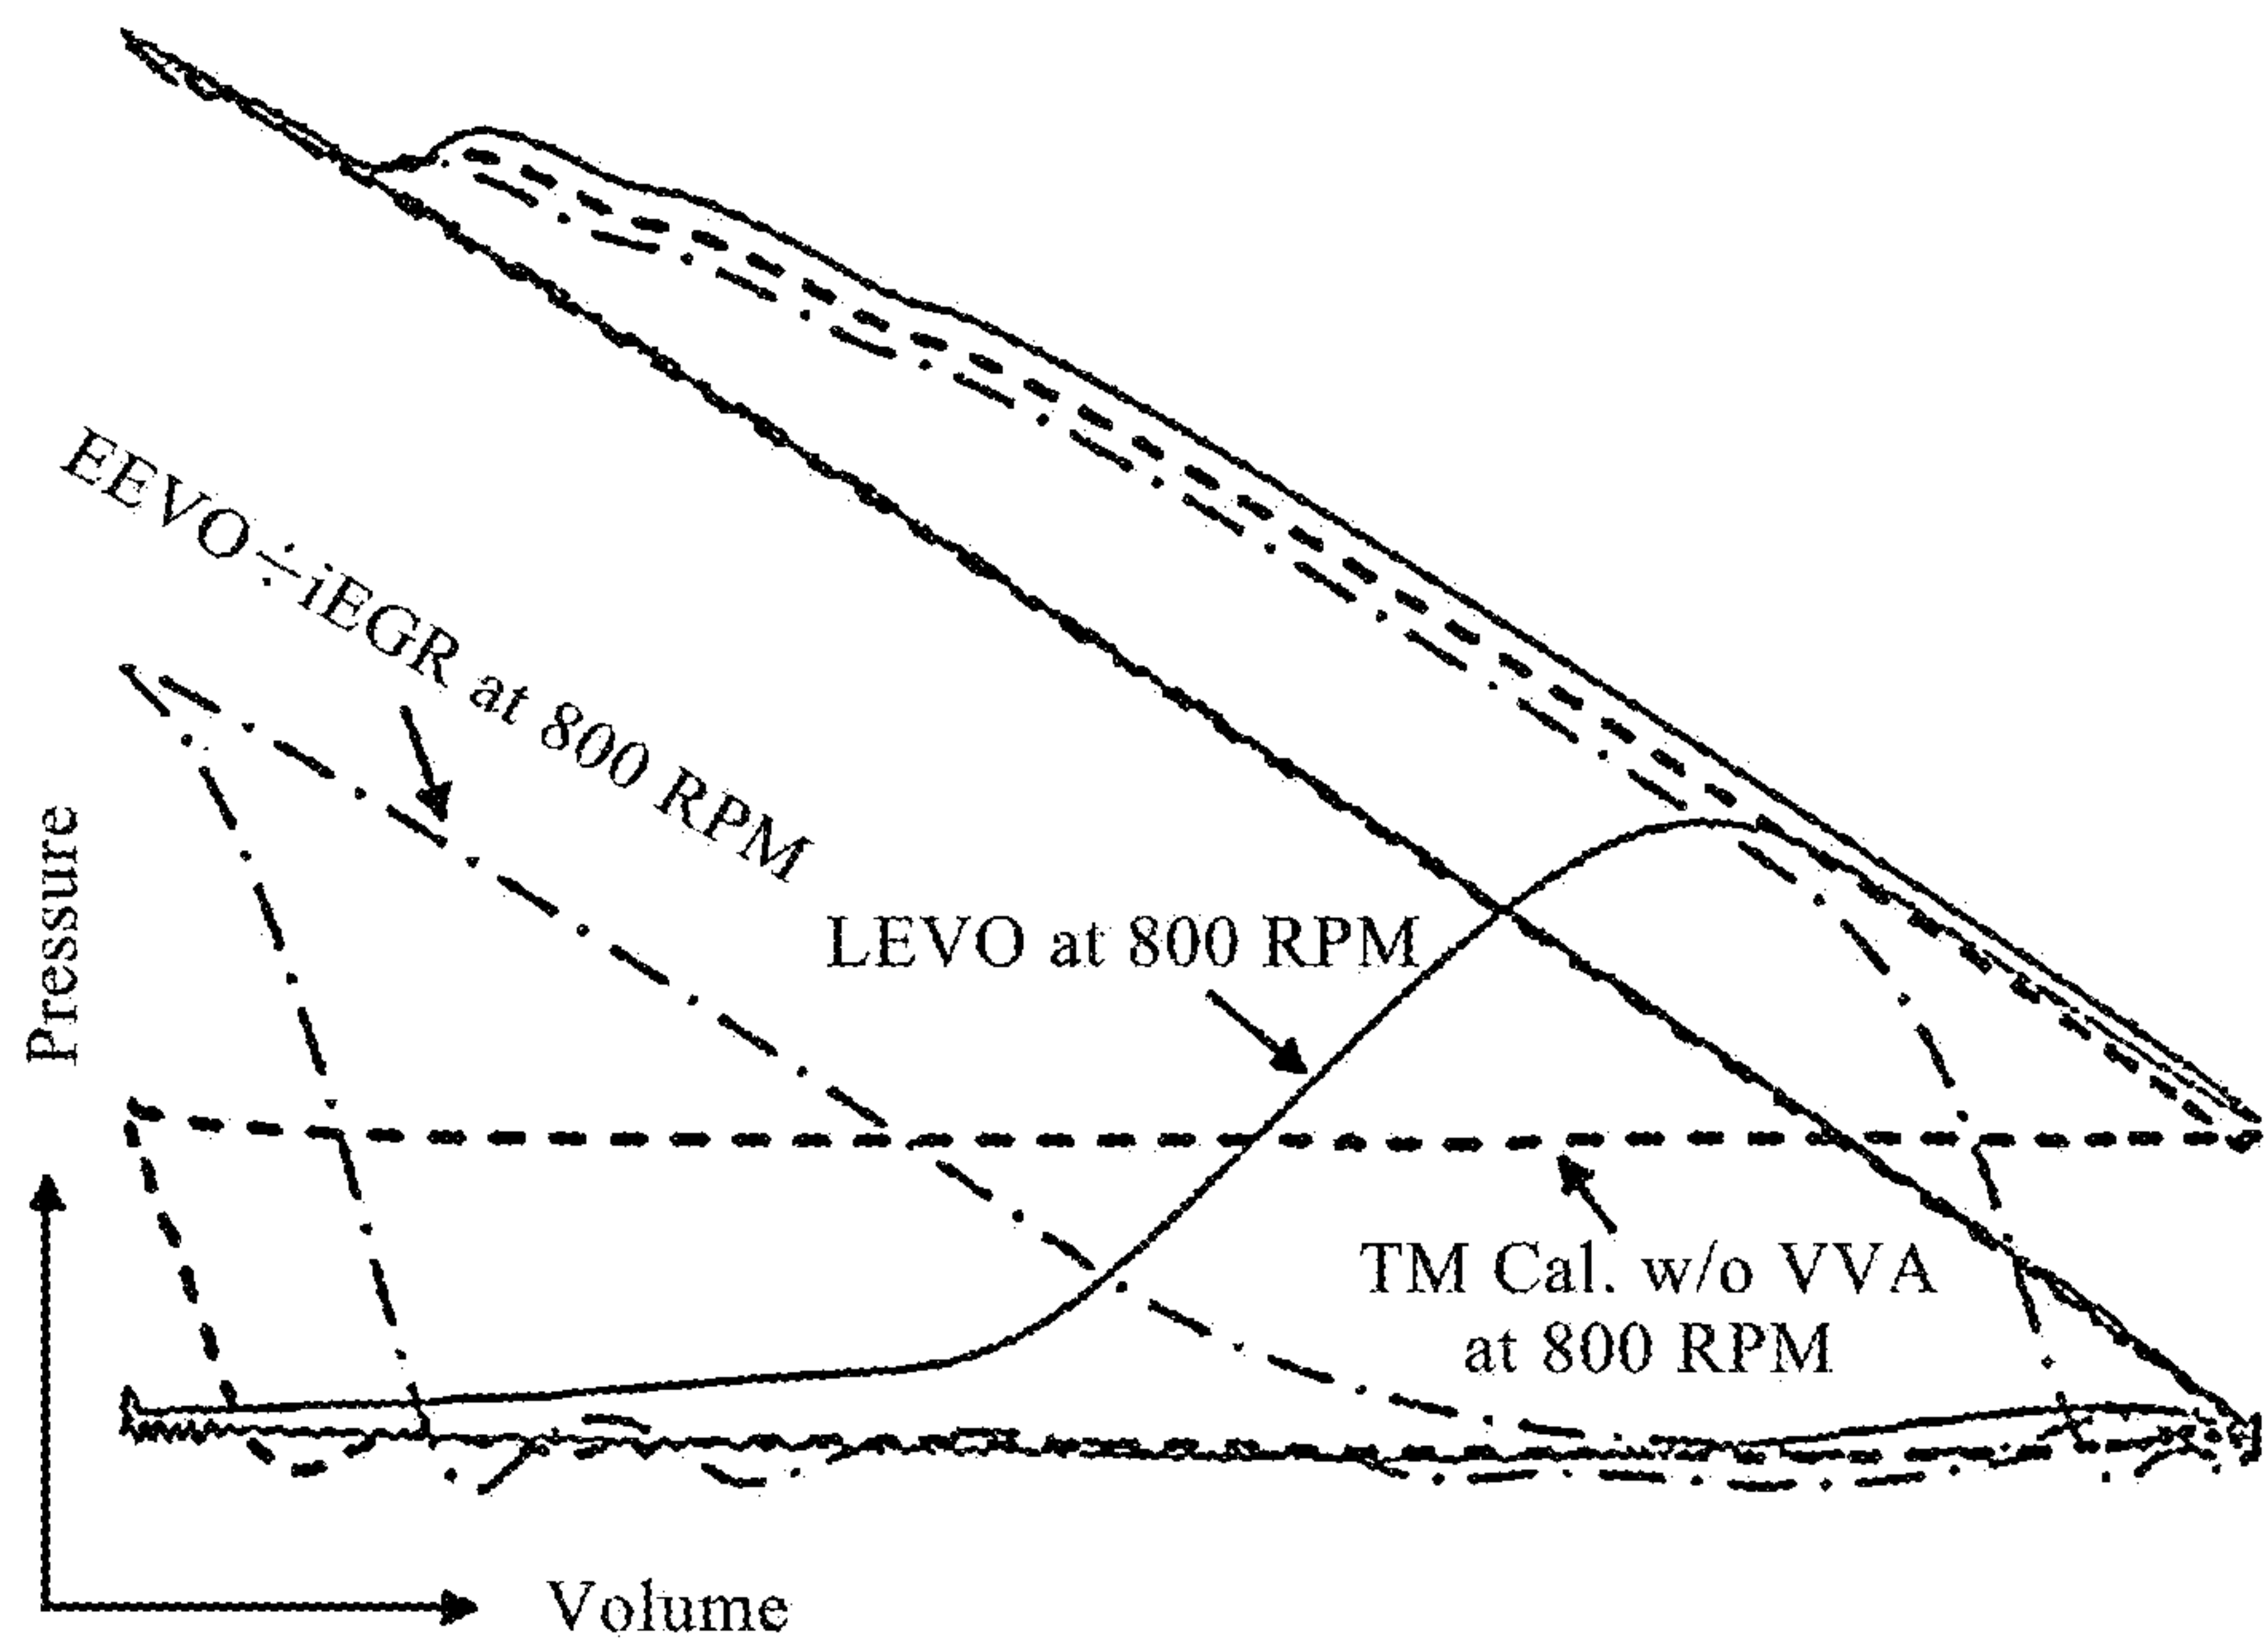 EEVO+iEGR at 800 RPM
LEVO at 800 RPM
Pressure
TM Cal. w/o VVA
at 800 RPM
Volume